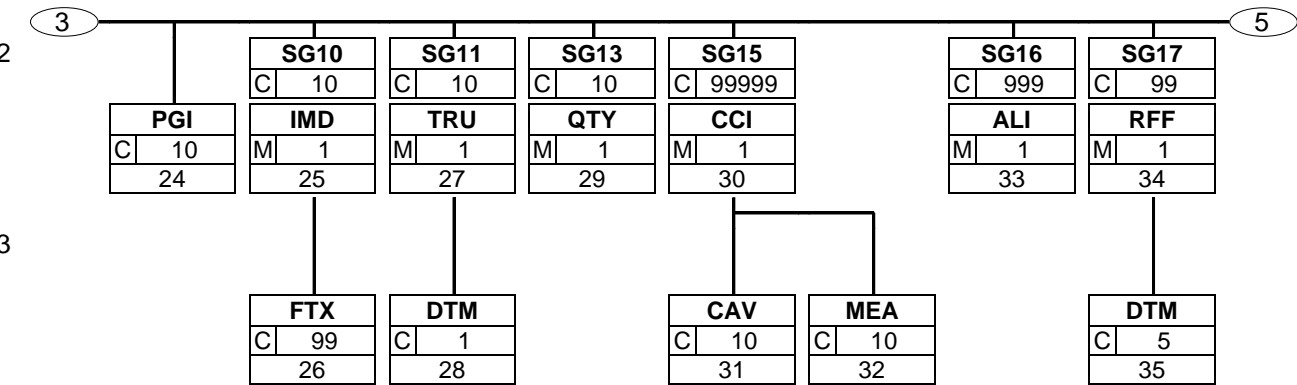 3 5
2
SG10 SG11 SG13 SG15 SG16 SG17
C 10 C 10 C 10 C 99999 C 999 C 99
PGI IMD TRU QTY CCI ALI RFF
C 10 M 1 M 1 M 1 M 1 M 1 M 1
24 25 27 29 30 33 34
3
FTX DTM CAV MEA DTM
C 99 C 1 C 10 C 10 C 5
26 28 31 32 35